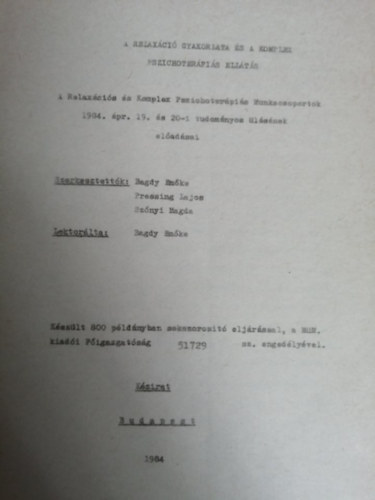 A RELAXÁCIÓ GYAKORLATA ÉS A KOMPLEX
PSZICHOTERÁPIÁS ELLÁTÁS
A Relaxációs és Komplex Pszichoterápiás Munkacsoportok
1984. ápr. 19. és 20-i Tudományos Ülésének
előadásai
Szerkesztették: Bagdy Emőke
Pressing Lajos
Szőnyi Magda
Lektorálta: Bagdy Emőke
Készült 800 példányban sokszorosító eljárással, a
kiadói Főigazgatóság 51729 sz. engedélyével.
Kézirat
Budapest
1984